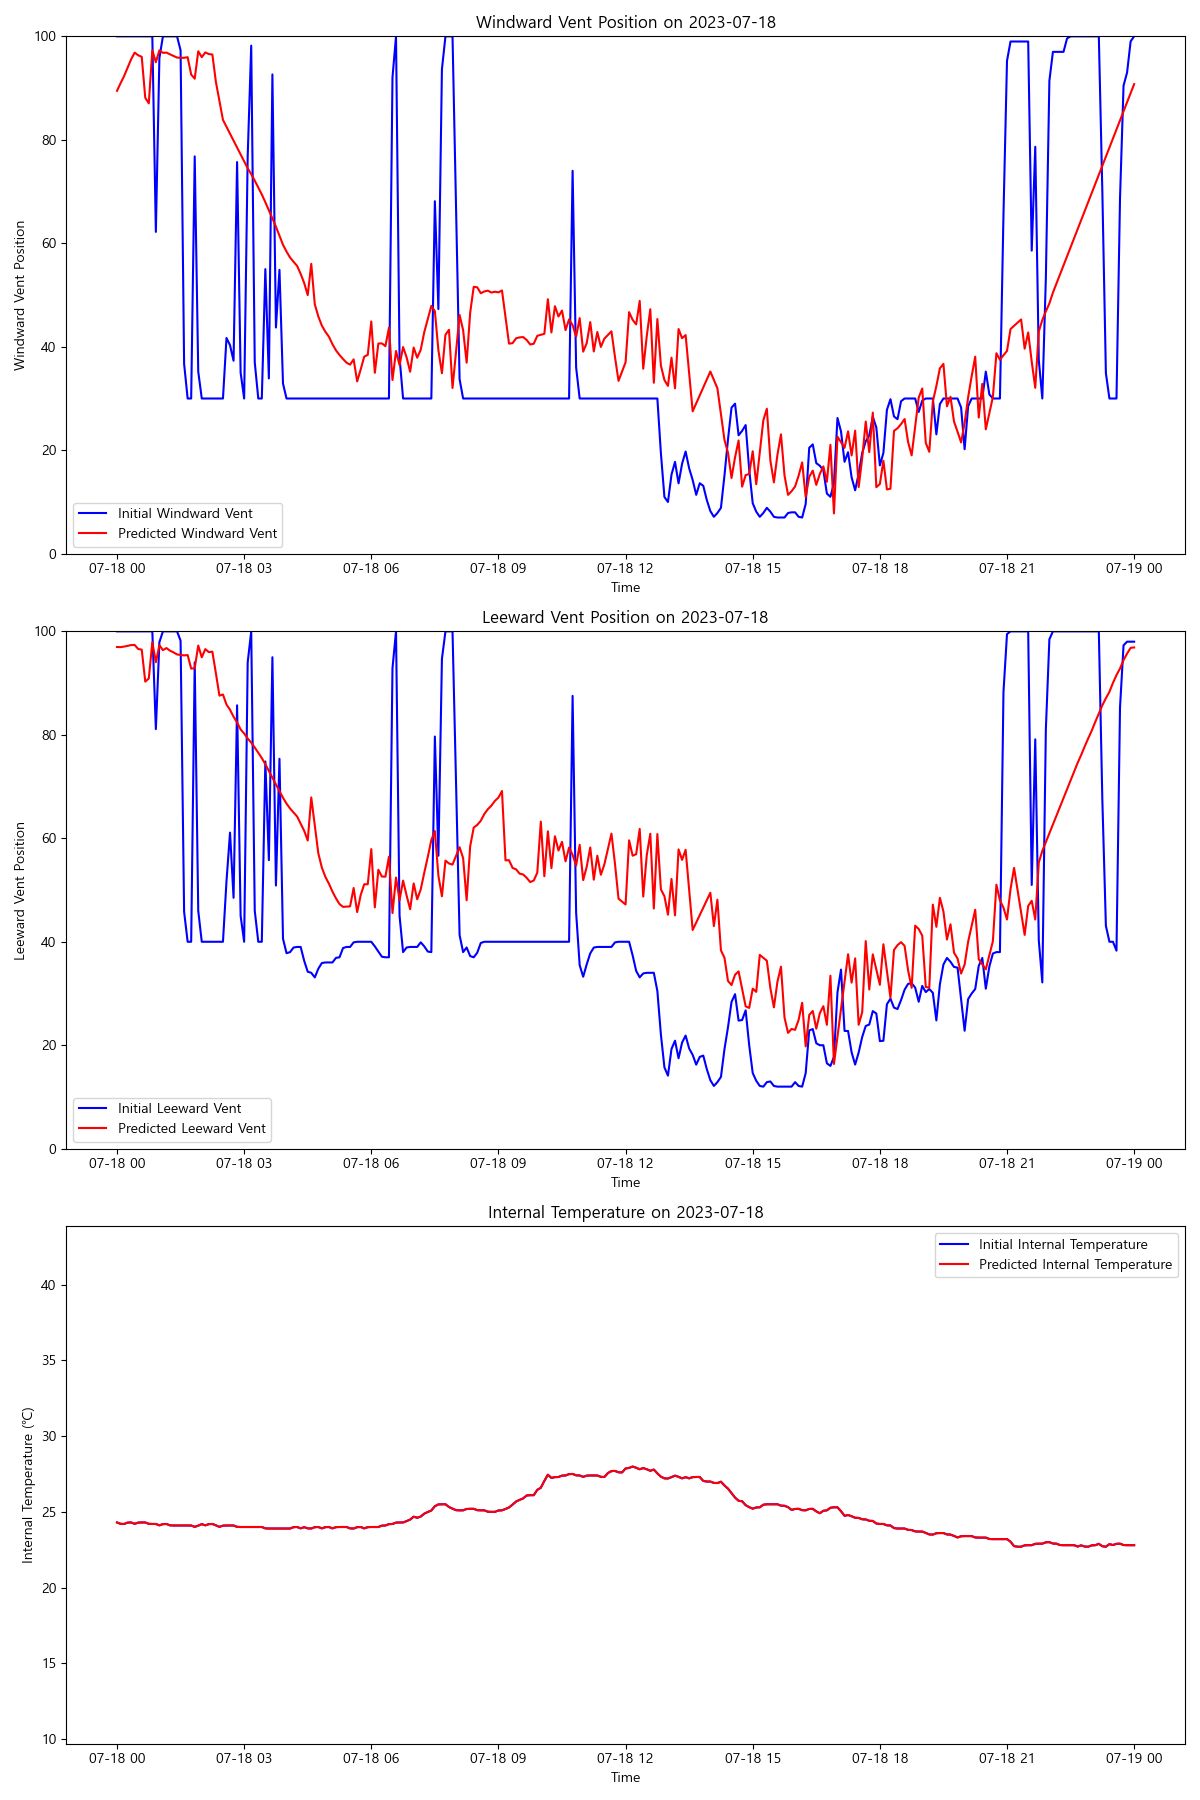 Windward Vent Position on 2023-07-18
100
80
60
40
20
0
Windward Vent Position
Initial Windward Vent
Predicted Windward Vent
07-18 00 07-18 03 07-18 06 07-18 09 07-18 12 07-18 15 07-18 18 07-18 21 07-19 00
Time
Leeward Vent Position on 2023-07-18
100
80
60
40
20
0
Leeward Vent Position
Initial Leeward Vent
Predicted Leeward Vent
07-18 00 07-18 03 07-18 06 07-18 09 07-18 12 07-18 15 07-18 18 07-18 21 07-19 00
Time
Internal Temperature on 2023-07-18
Initial Internal Temperature
Predicted Internal Temperature
40
35
30
25
20
15
10
Internal Temperature (℃)
07-18 00 07-18 03 07-18 06 07-18 09 07-18 12 07-18 15 07-18 18 07-18 21 07-19 00
Time